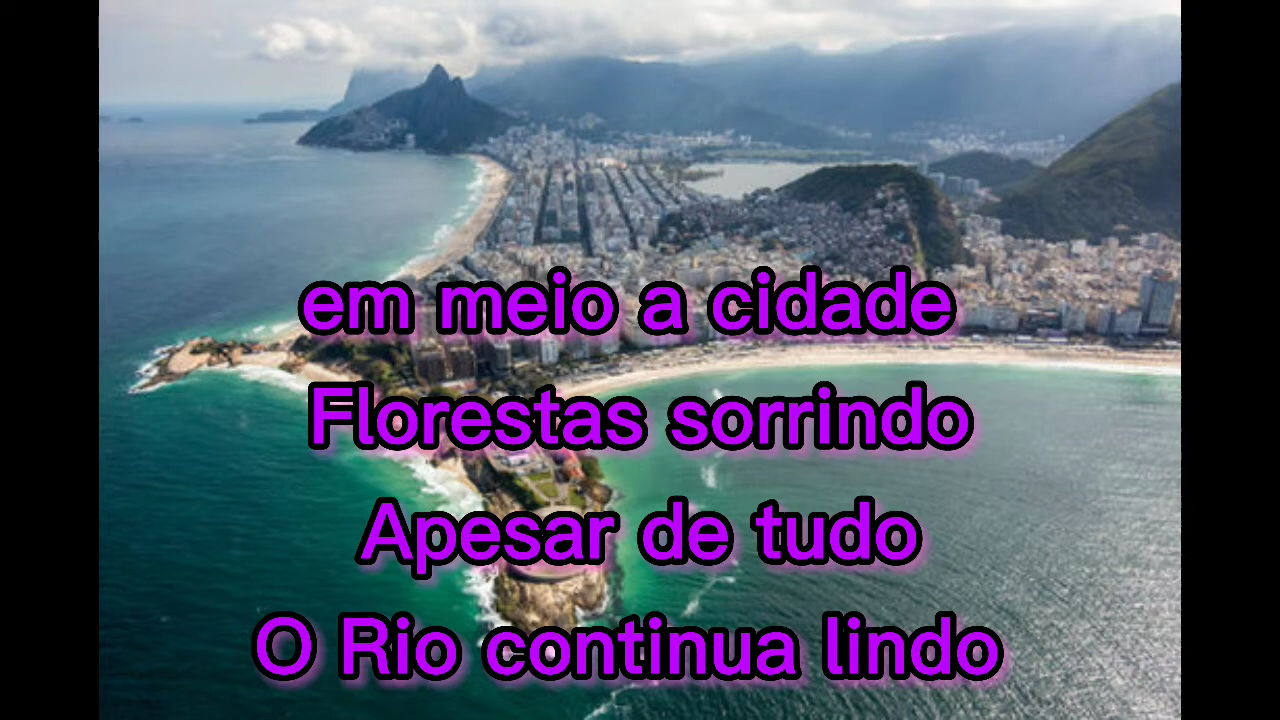 em meio a cidade
Florestas sorrindo
Apesar de tudo
O Rio continua lindo